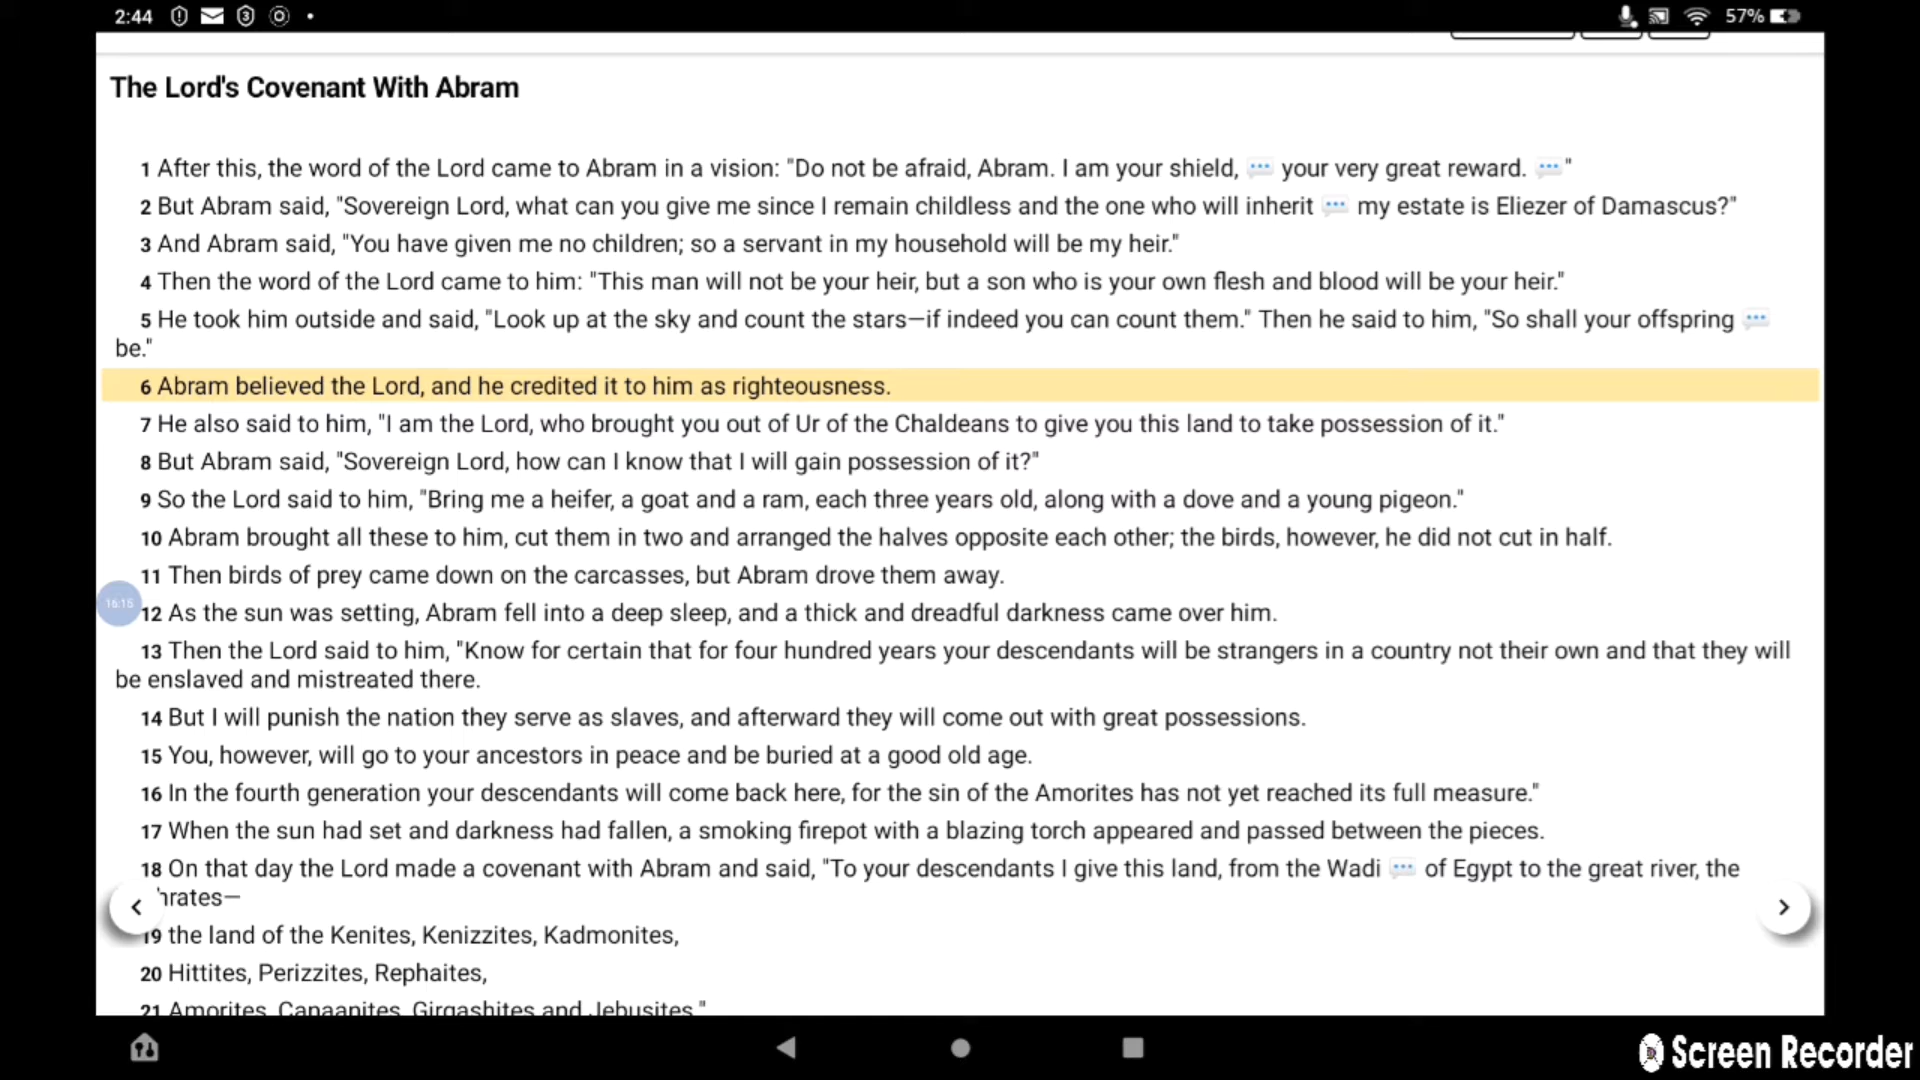 2:44
57%
The Lord's Covenant With Abram
1 After this, the word of the Lord came to Abram in a vision: "Do not be afraid, Abram. I am your shield, your very great reward. "
2 But Abram said, "Sovereign Lord, what can you give me since I remain childless and the one who will inherit my estate is Eliezer of Damascus?"
3 And Abram said, "You have given me no children; so a servant in my household will be my heir."
4 Then the word of the Lord came to him: "This man will not be your heir, but a son who is your own flesh and blood will be your heir."
5 He took him outside and said, "Look up at the sky and count the stars—if indeed you can count them." Then he said to him, "So shall your offspring
be."
6 Abram believed the Lord, and he credited it to him as righteousness.
7 He also said to him, "I am the Lord, who brought you out of Ur of the Chaldeans to give you this land to take possession of it."
8 But Abram said, "Sovereign Lord, how can I know that I will gain possession of it?"
9 So the Lord said to him, "Bring me a heifer, a goat and a ram, each three years old, along with a dove and a young pigeon."
10 Abram brought all these to him, cut them in two and arranged the halves opposite each other; the birds, however, he did not cut in half.
11 Then birds of prey came down on the carcasses, but Abram drove them away.
16:15
12 As the sun was setting, Abram fell into a deep sleep, and a thick and dreadful darkness came over him.
13 Then the Lord said to him, "Know for certain that for four hundred years your descendants will be strangers in a country not their own and that they will
be enslaved and mistreated there.
14 But I will punish the nation they serve as slaves, and afterward they will come out with great possessions.
15 You, however, will go to your ancestors in peace and be buried at a good old age.
16 In the fourth generation your descendants will come back here, for the sin of the Amorites has not yet reached its full measure."
17 When the sun had set and darkness had fallen, a smoking firepot with a blazing torch appeared and passed between the pieces.
18 On that day the Lord made a covenant with Abram and said, "To your descendants I give this land, from the Wadi of Egypt to the great river, the
hrates—
19 the land of the Kenites, Kenizzites, Kadmonites,
20 Hittites, Perizzites, Rephaites,
21 Amorites, Canaanites, Girgashites and Jebusites."
Screen Recorder